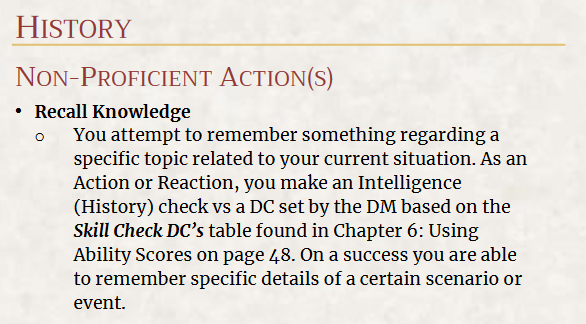 HISTORY
NON-PROFICIENT ACTION(S)
• Recall Knowledge
o You attempt to remember something regarding a
specific topic related to your current situation. As an
Action or Reaction, you make an Intelligence
(History) check vs a DC set by the DM based on the
Skill Check DC's table found in Chapter 6: Using
Ability Scores on page 48. On a success you are able
to remember specific details of a certain scenario or
event.